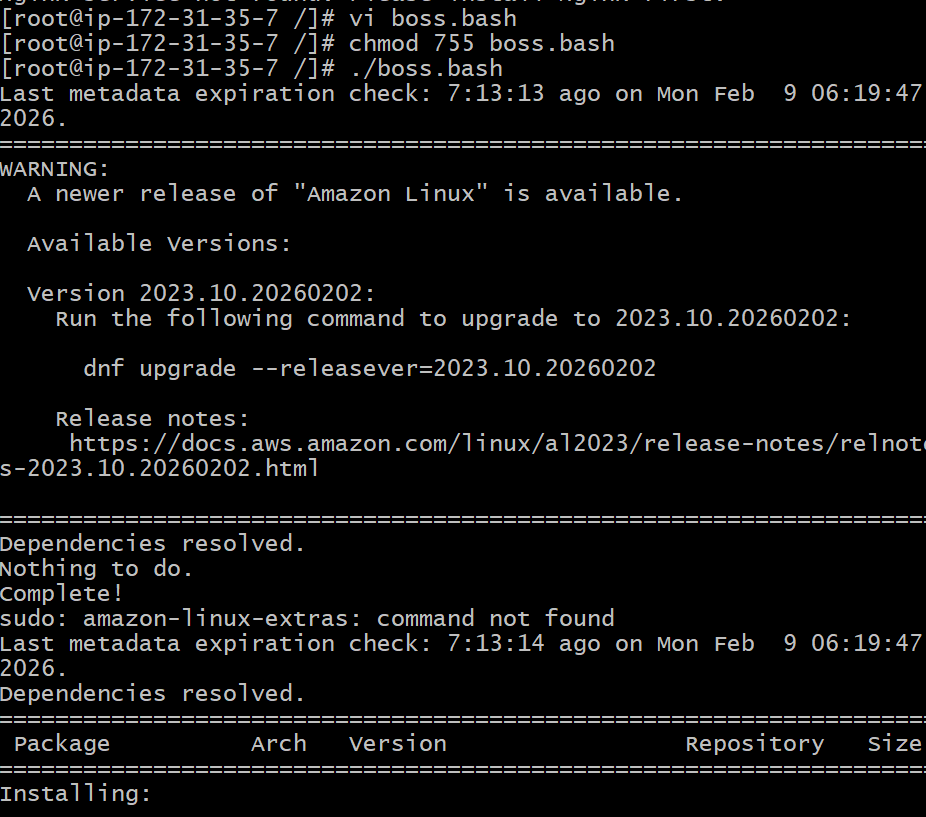 [root@ip-172-31-35-7 /]# vi boss.bash
[root@ip-172-31-35-7 /]# chmod 755 boss.bash
[root@ip-172-31-35-7 /]# ./boss.bash
Last metadata expiration check: 7:13:13 ago on Mon Feb  9 06:19:47
2026.
================================================================================
WARNING:
  A newer release of "Amazon Linux" is available.

  Available Versions:

  Version 2023.10.20260202:
    Run the following command to upgrade to 2023.10.20260202:

      dnf upgrade --releasever=2023.10.20260202

    Release notes:
     https://docs.aws.amazon.com/linux/al2023/release-notes/relnote
s-2023.10.20260202.html

================================================================================
Dependencies resolved.
Nothing to do.
Complete!
sudo: amazon-linux-extras: command not found
Last metadata expiration check: 7:13:14 ago on Mon Feb  9 06:19:47
2026.
Dependencies resolved.
================================================================================
 Package          Arch   Version                 Repository   Size
================================================================================
Installing: